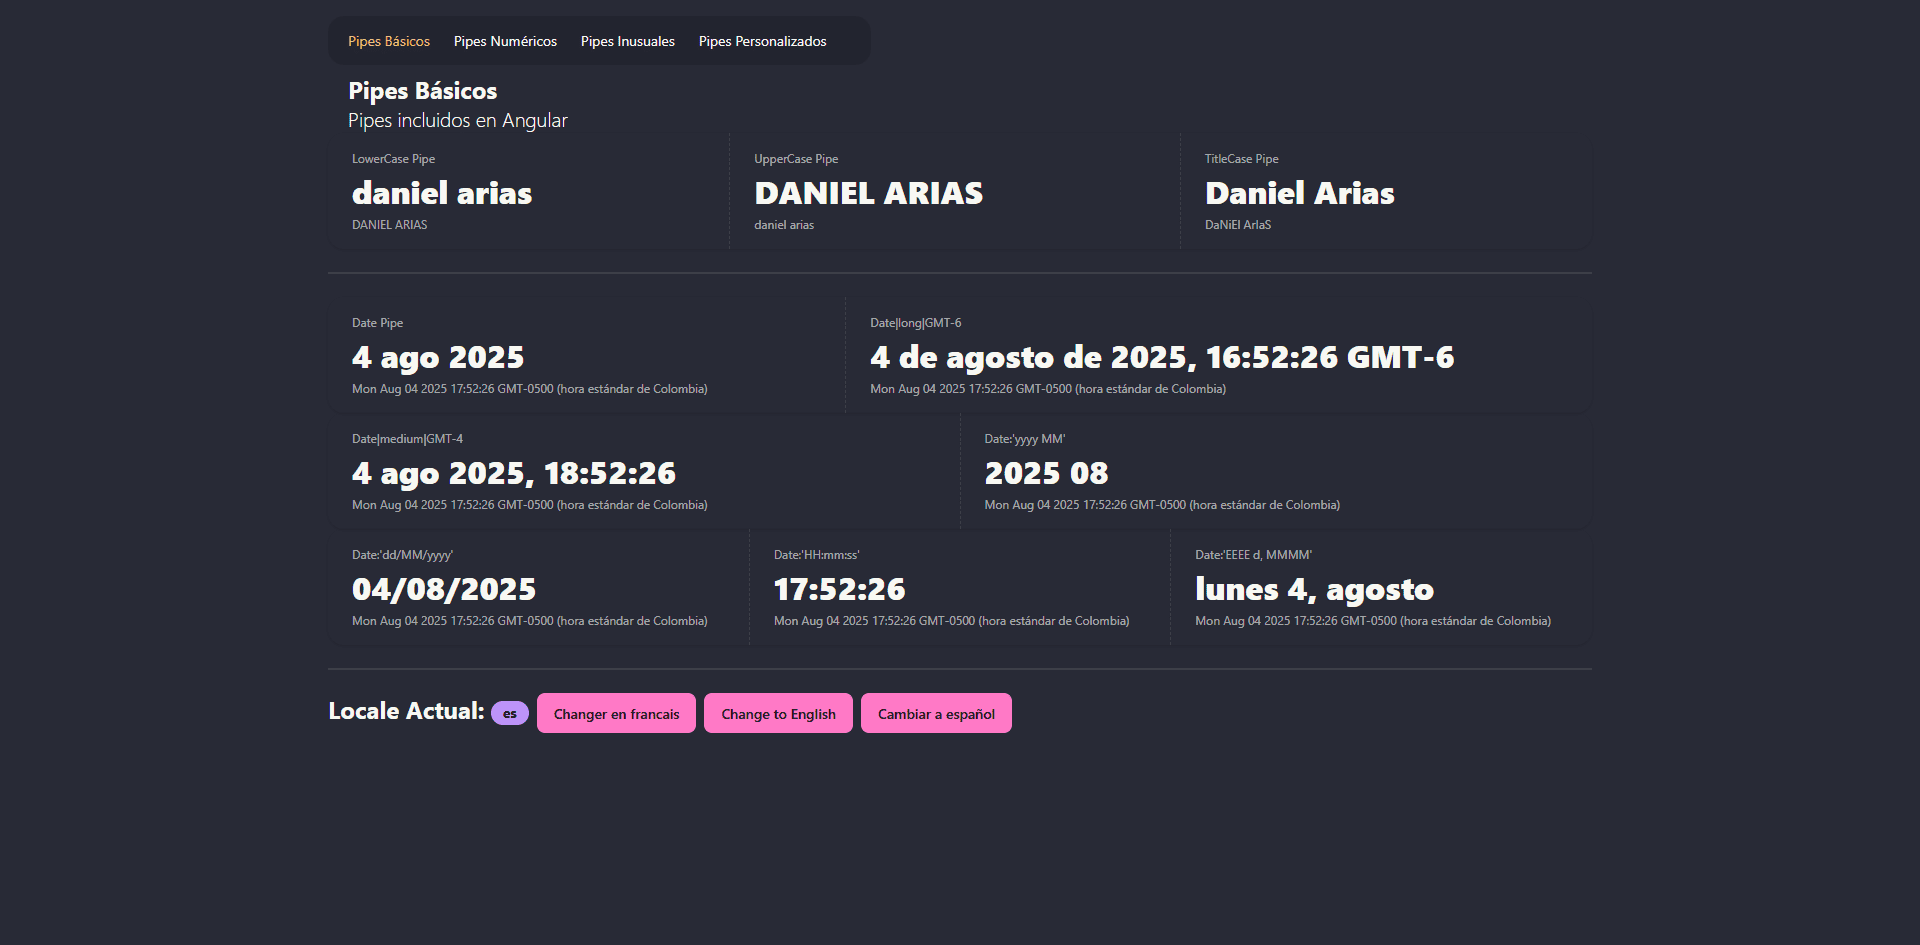 Pipes Básicos Pipes Numéricos Pipes Inusuales Pipes Personalizados
Pipes Básicos
Pipes incluidos en Angular
LowerCase Pipe
daniel arias
DANIEL ARIAS
UpperCase Pipe
DANIEL ARIAS
daniel arias
TitleCase Pipe
Daniel Arias
DaNiEl ArIaS
Date Pipe
4 ago 2025
Mon Aug 04 2025 17:52:26 GMT-0500 (hora estándar de Colombia)
Date|long|GMT-6
4 de agosto de 2025, 16:52:26 GMT-6
Mon Aug 04 2025 17:52:26 GMT-0500 (hora estándar de Colombia)
Date|medium|GMT-4
4 ago 2025, 18:52:26
Mon Aug 04 2025 17:52:26 GMT-0500 (hora estándar de Colombia)
Date:'yyyy MM'
2025 08
Mon Aug 04 2025 17:52:26 GMT-0500 (hora estándar de Colombia)
Date:'dd/MM/yyyy'
04/08/2025
Mon Aug 04 2025 17:52:26 GMT-0500 (hora estándar de Colombia)
Date:'HH:mm:ss'
17:52:26
Mon Aug 04 2025 17:52:26 GMT-0500 (hora estándar de Colombia)
Date:'EEEE d, MMMM'
lunes 4, agosto
Mon Aug 04 2025 17:52:26 GMT-0500 (hora estándar de Colombia)
Locale Actual: es Changer en francais Change to English Cambiar a español